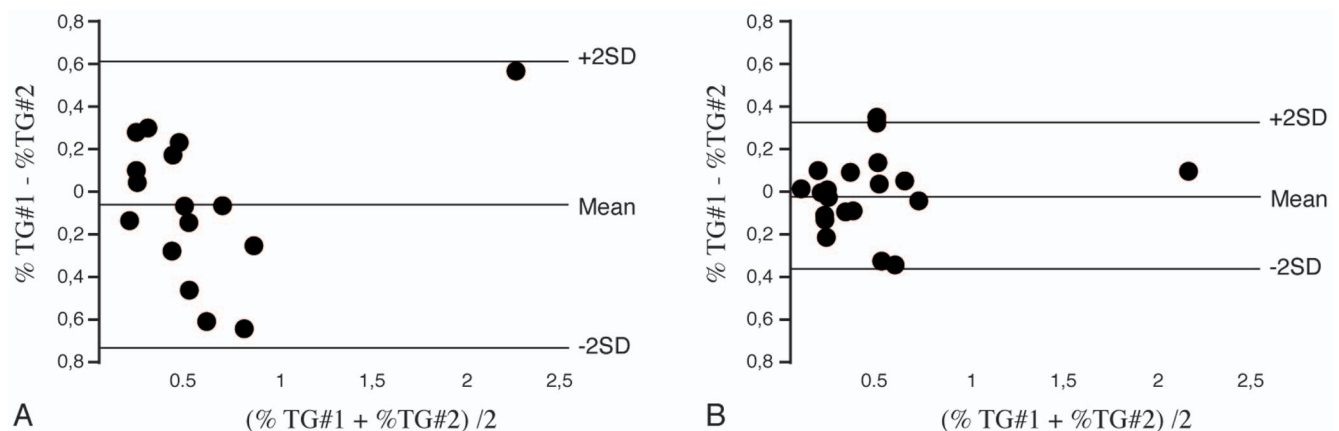 % TG#1 - %TG#2
0,8
0,6
0,4
0,2
0
0,2
0,4
0,6
0,8
+2SD
Mean
-2SD
0.5 1 1,5 2 2,5
(% TG#1 + %TG#2) /2
A
% TG#1 - %TG#2
0,8
0,6
0,4
0,2
0
0,2
0,4
0,6
0,8
+2SD
Mean
-2SD
0.5 1 1,5 2 2,5
(% TG#1 + %TG#2) /2
B